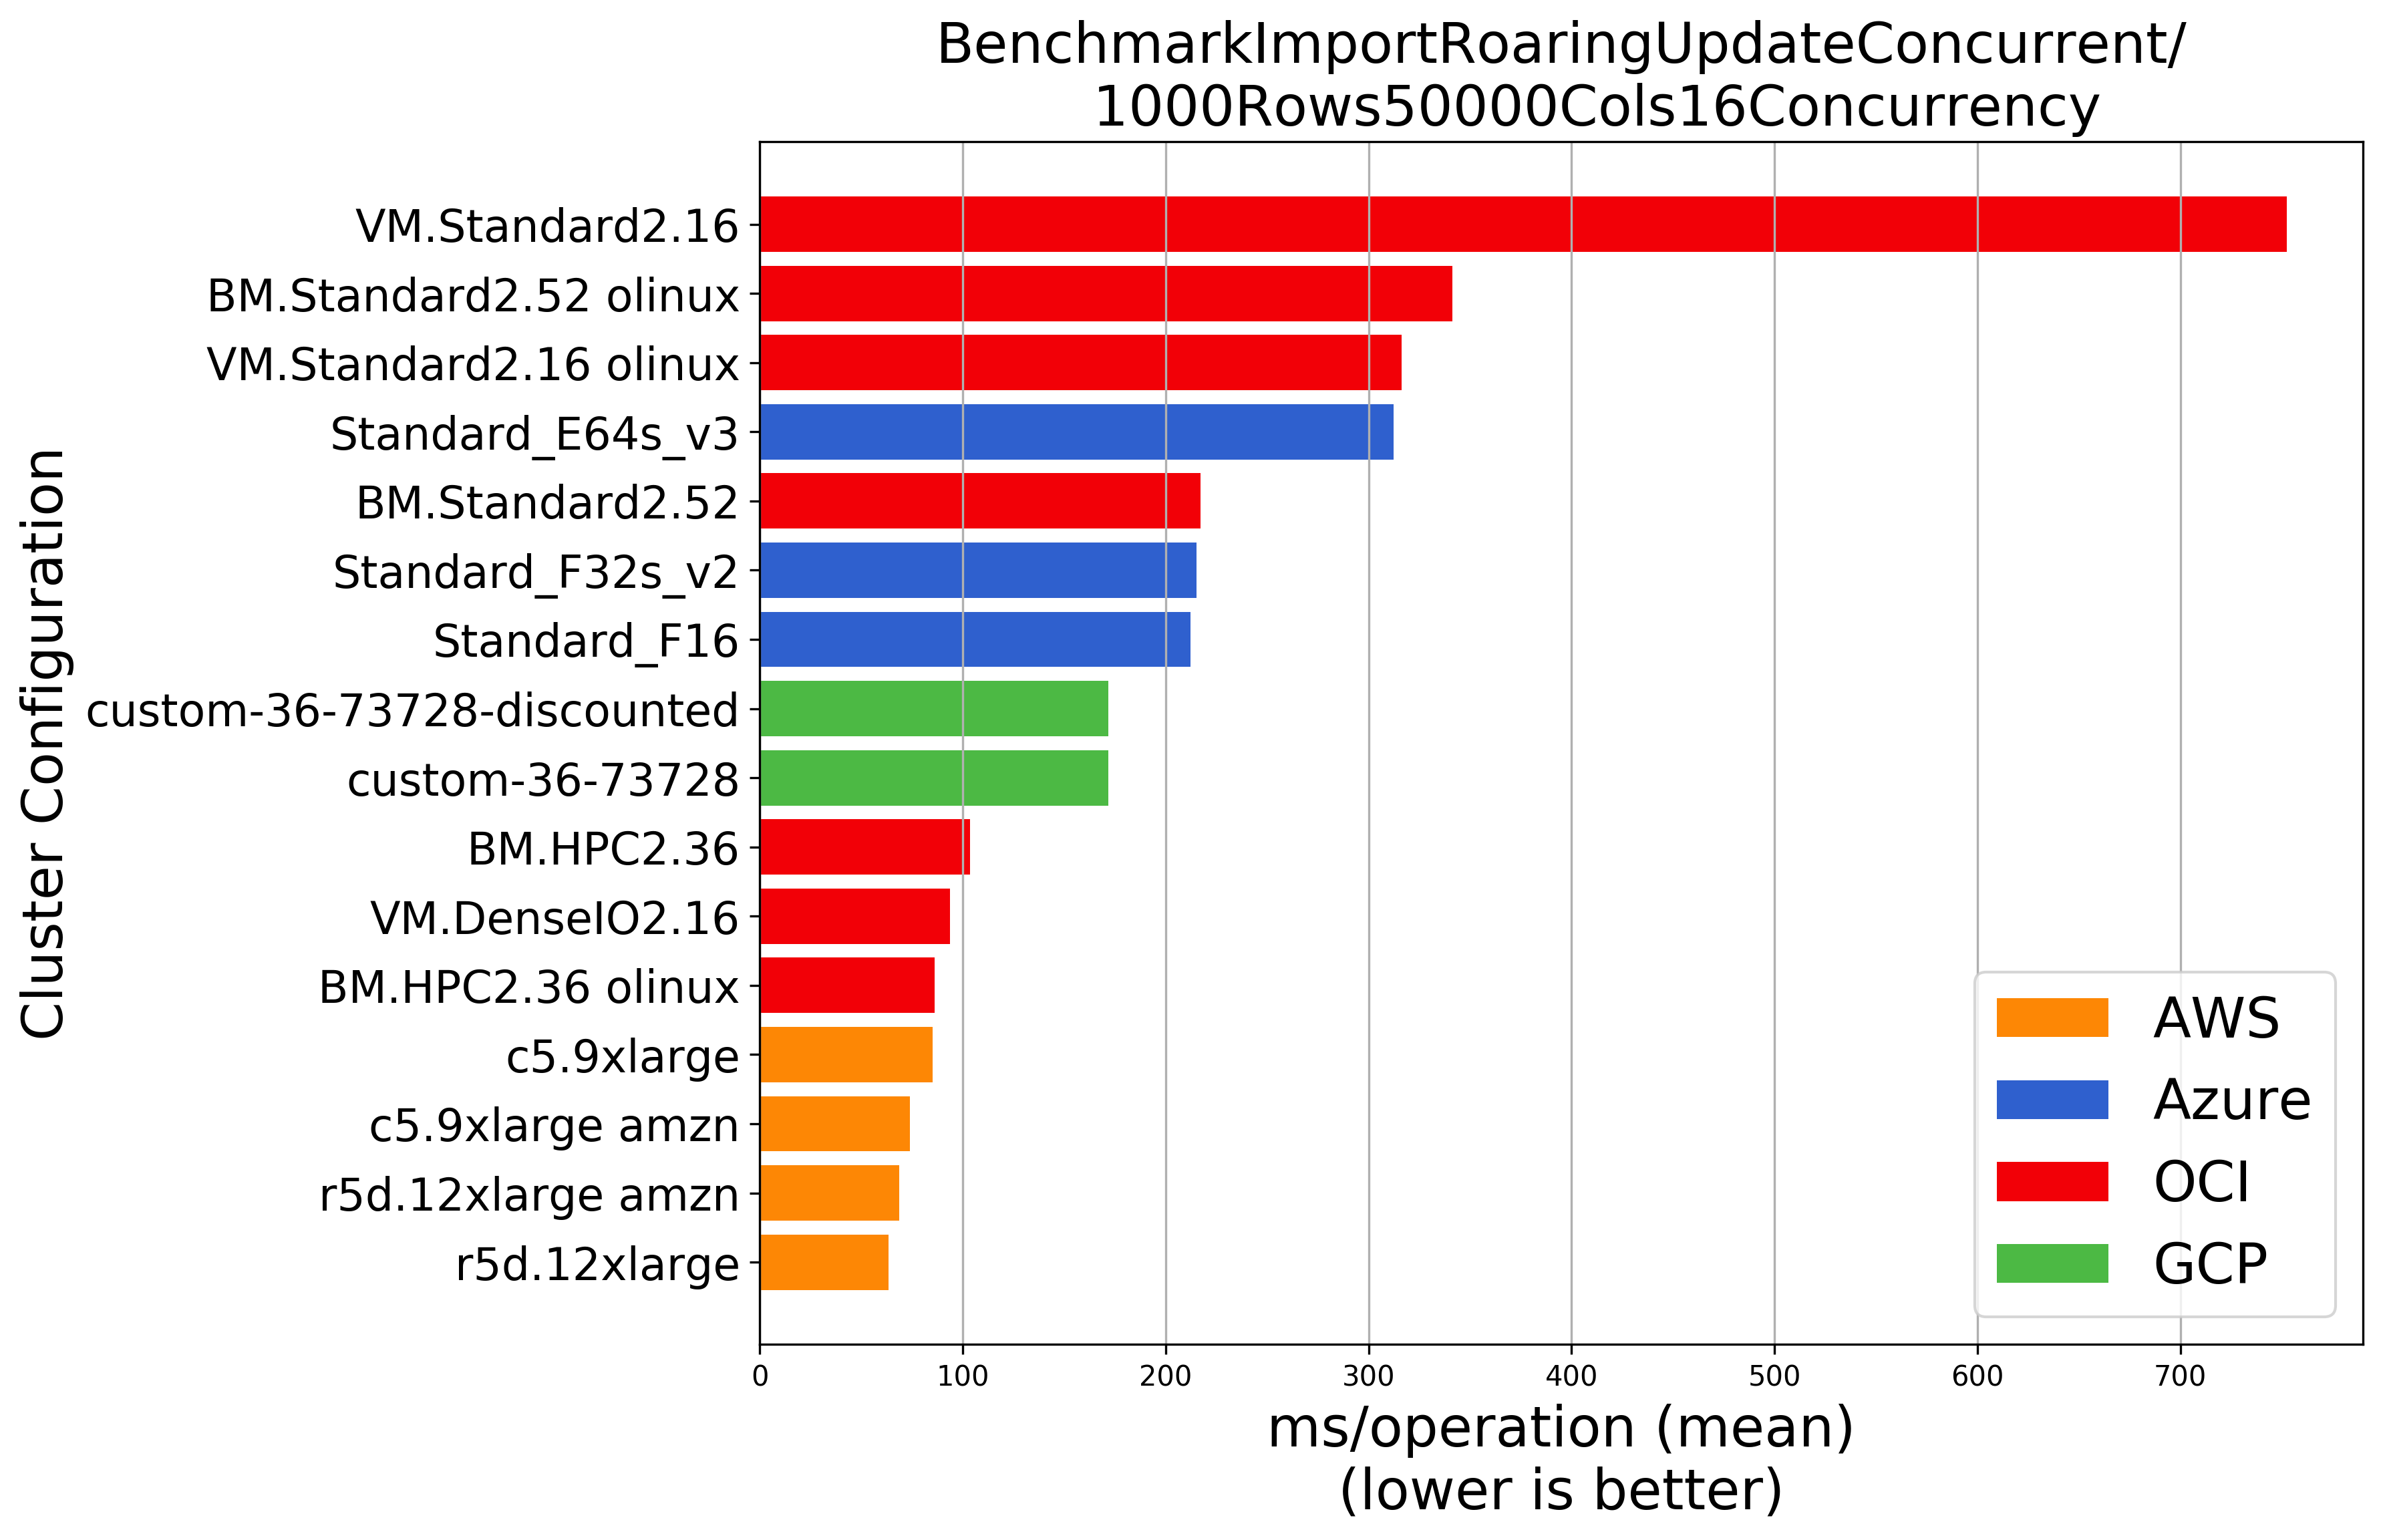 BenchmarkImportRoaringUpdateConcurrent/
1000Rows50000Cols16Concurrency
Cluster Configuration
VM.Standard2.16
BM.Standard2.52 olinux
VM.Standard2.16 olinux
Standard_E64s_v3
BM.Standard2.52
Standard_F32s_v2
Standard_F16
custom-36-73728-discounted
custom-36-73728
BM.HPC2.36
VM.DenseIO2.16
BM.HPC2.36 olinux
c5.9xlarge
c5.9xlarge amzn
r5d.12xlarge amzn
r5d.12xlarge
AWS
Azure
OCI
GCP
0 100 200 300 400 500 600 700
ms/operation (mean)
(lower is better)